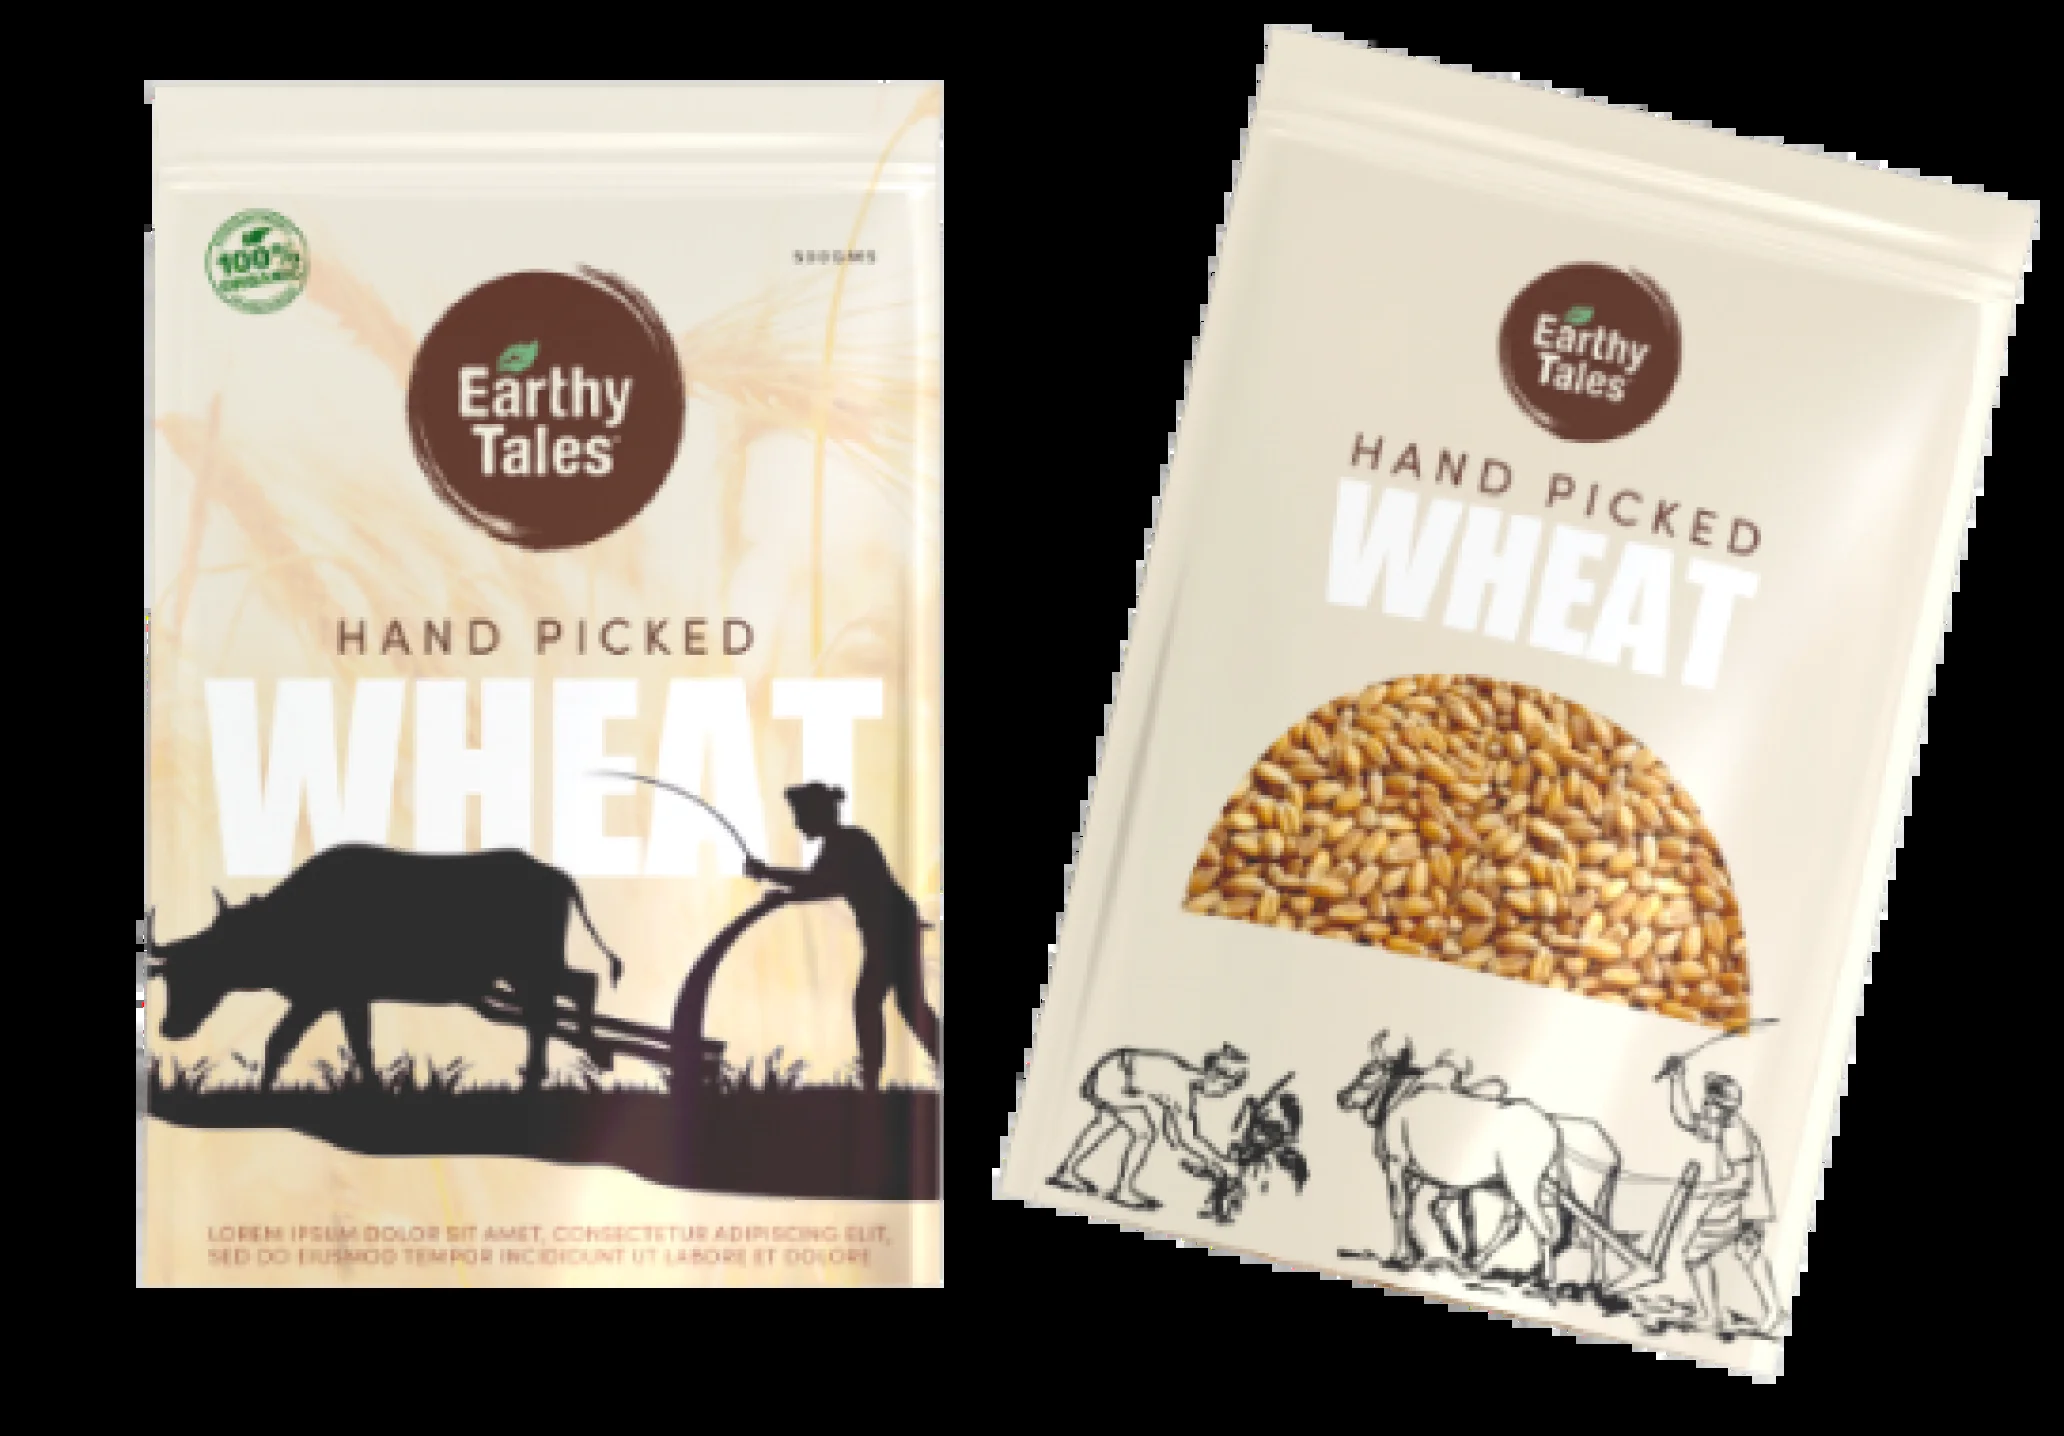 100%
ORGANIC
500GMS
Earthy
Tales
HAND PICKED
WHEAT
LOREM IPSUM DOLOR SIT AMET, CONSECTETUR ADIPISCING ELIT,
SED DO EIUSMOD TEMPOR INCIDIDUNT UT LABORE ET DOLORE
Earthy
Tales
HAND PICKED
WHEAT